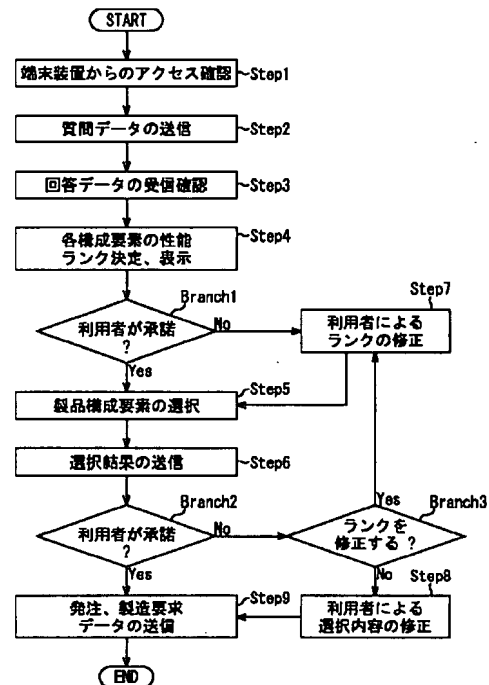 START
端末装置からのアクセス確認
Step1
質問データの送信
Step2
回答データの受信確認
Step3
各構成要素の性能
ランク決定、表示
Step4
Branch1
利用者が承諾
?
No
Yes
Step7
利用者による
ランクの修正
製品構成要素の選択
Step5
選択結果の送信
Step6
Branch2
利用者が承諾
?
No
Yes
Branch3
ランクを
修正する ?
Yes
No
Step8
利用者による
選択内容の修正
発注、製造要求
データの送信
Step9
END